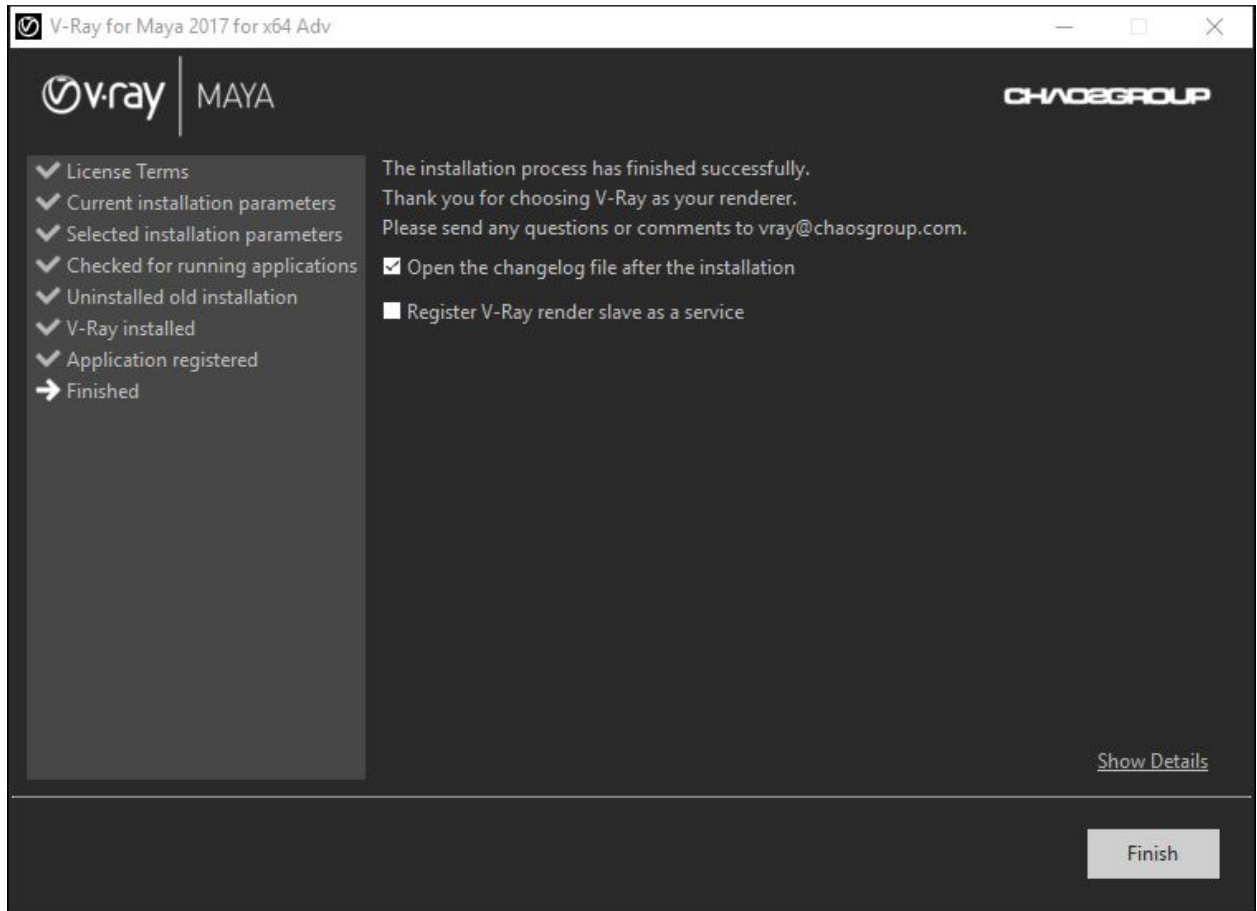 V-Ray for Maya 2017 for x64 Adv
v·ray MAYA
CHAOSGROUP
License Terms
Current installation parameters
Selected installation parameters
Checked for running applications
Uninstalled old installation
V-Ray installed
Application registered
Finished
The installation process has finished successfully.
Thank you for choosing V-Ray as your renderer.
Please send any questions or comments to vray@chaosgroup.com.
Open the changelog file after the installation
Register V-Ray render slave as a service
Show Details
Finish